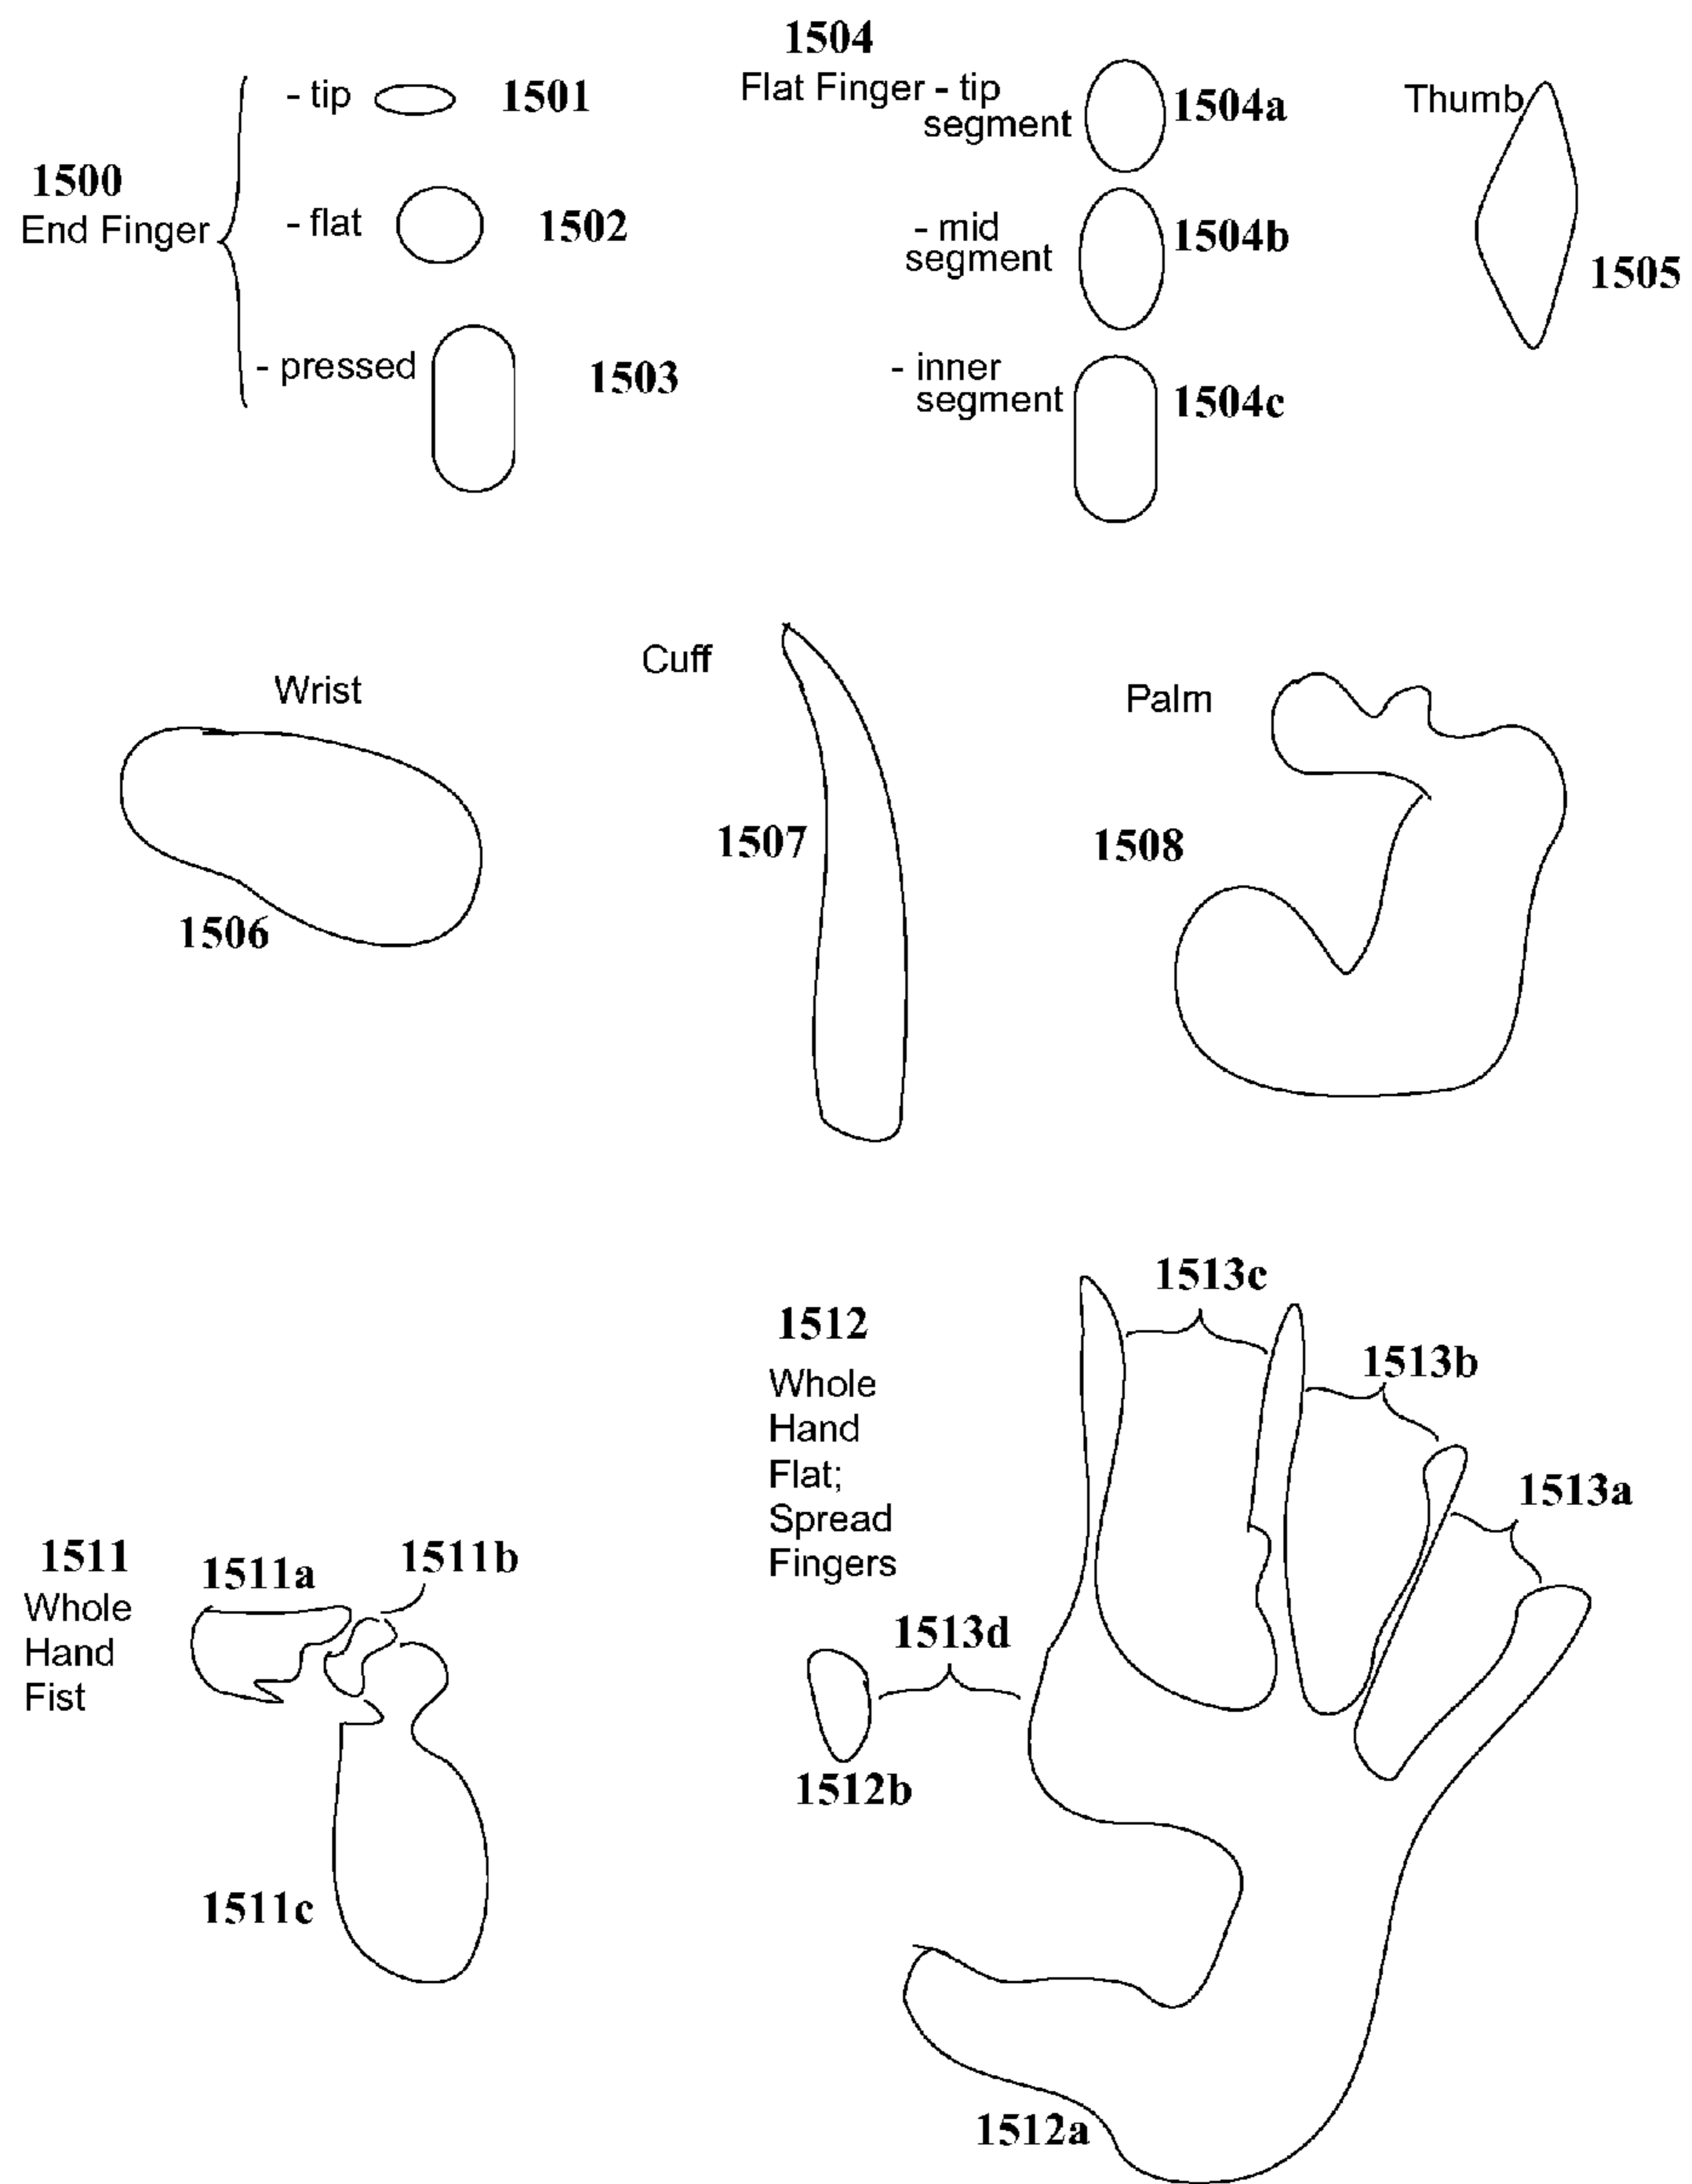 1504
- tip 1501
Flat Finger - tip
segment 1504a
Thumb
1500
End Finger
- flat 1502
- mid
segment 1504b
1505
- pressed 1503
- inner
segment 1504c
Cuff
Wrist
Palm
1507
1508
1506
1513c
1512
1513b
Whole
Hand
Flat;
Spread
Fingers
1513a
1511
1511a
1511b
Whole
Hand
Fist
1513d
1512b
1511c
1512a